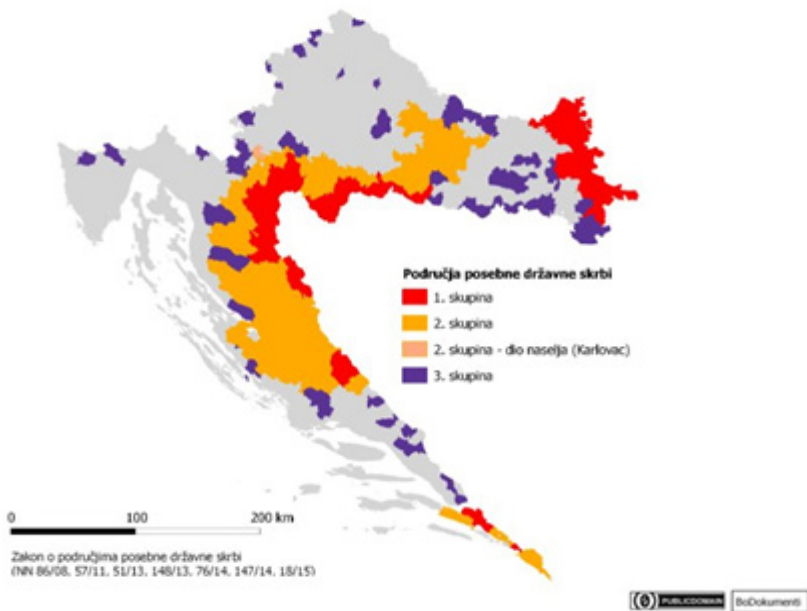 Područja posebne državne skrbi
1. skupina
2. skupina
2. skupina - dio naselja (Karlovac)
3. skupina
0 100 200 km
Zakon o područjima posebne državne skrbi
(NN 86/08, 57/11, 51/13, 148/13, 76/14, 147/14, 18/15)
PUBLIC DOMAIN BoDokumenti